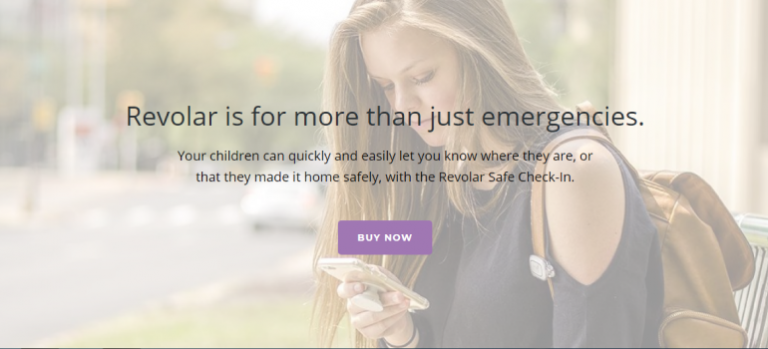 Revolar is for more than just emergencies.
Your children can quickly and easily let you know where they are, or
that they made it home safely, with the Revolar Safe Check-In.
BUY NOW